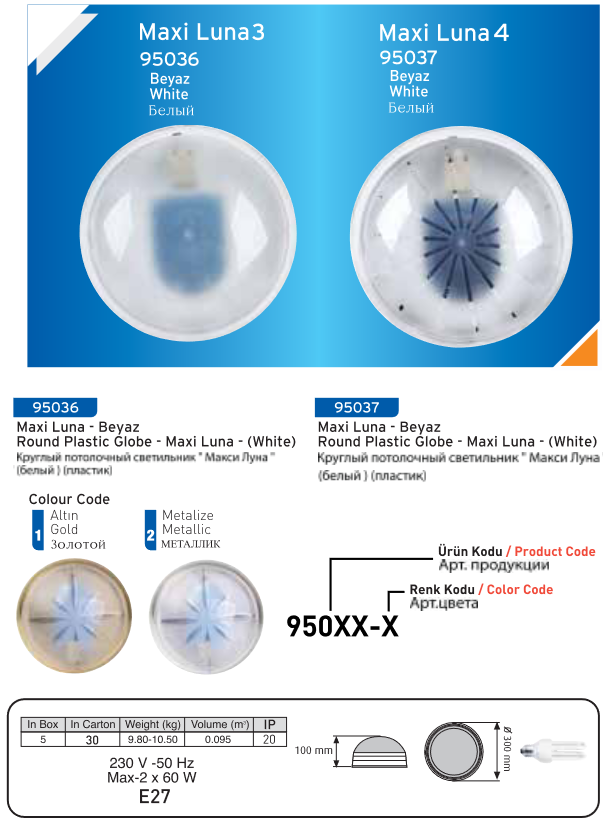 Maxi Luna3
95036
Beyaz
White
Белый
Maxi Luna4
95037
Beyaz
White
Белый
95036
Maxi Luna - Beyaz
Round Plastic Globe - Maxi Luna - (White)
Круглый потолочный светильник " Макси Луна "
(белый ) (пластик)
95037
Maxi Luna - Beyaz
Round Plastic Globe - Maxi Luna - (White)
Круглый потолочный светильник " Макси Луна
(белый ) (пластик)
Colour Code
1
Altın
Gold
Золотой
2
Metalize
Metallic
МЕТАЛЛИК
Ürün Kodu / Product Code
Арт. продукции
Renk Kodu / Color Code
Арт.цвета
950XX-X
In Box In Carton Weight (kg) Volume (m³) IP
5 30 9.80-10.50 0.095 20
230 V -50 Hz
Max-2 x 60 W
E27
100 mm
Ø 300 mm